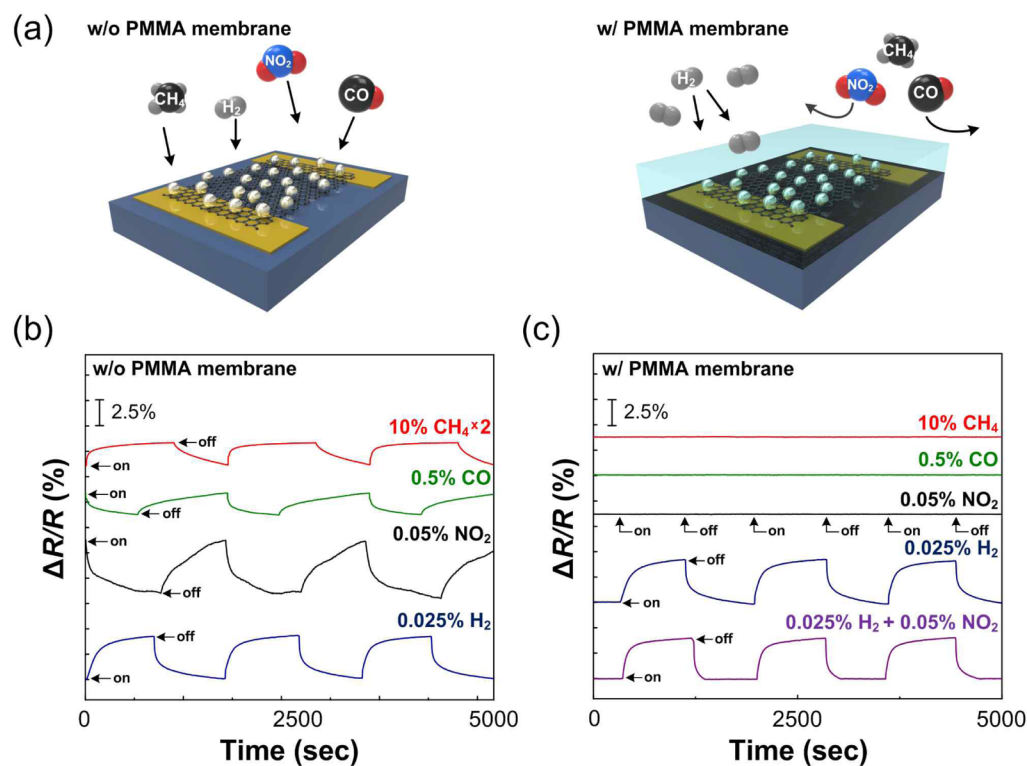 (a)
w/o PMMA membrane
NO₂
CH₄
H₂
CO
w/ PMMA membrane
CH₄
H₂
NO₂
CO
(b)
w/o PMMA membrane
2.5%
10% CH₄×2
off
on
0.5% CO
on
off
0.05% NO₂
on
off
0.025% H₂
off
on
ΔR/R (%)
0 2500 5000
Time (sec)
(c)
w/ PMMA membrane
2.5%
10% CH₄
0.5% CO
0.05% NO₂
on off on off on off
0.025% H₂
off
on
0.025% H₂ + 0.05% NO₂
off
on
ΔR/R (%)
0 2500 5000
Time (sec)